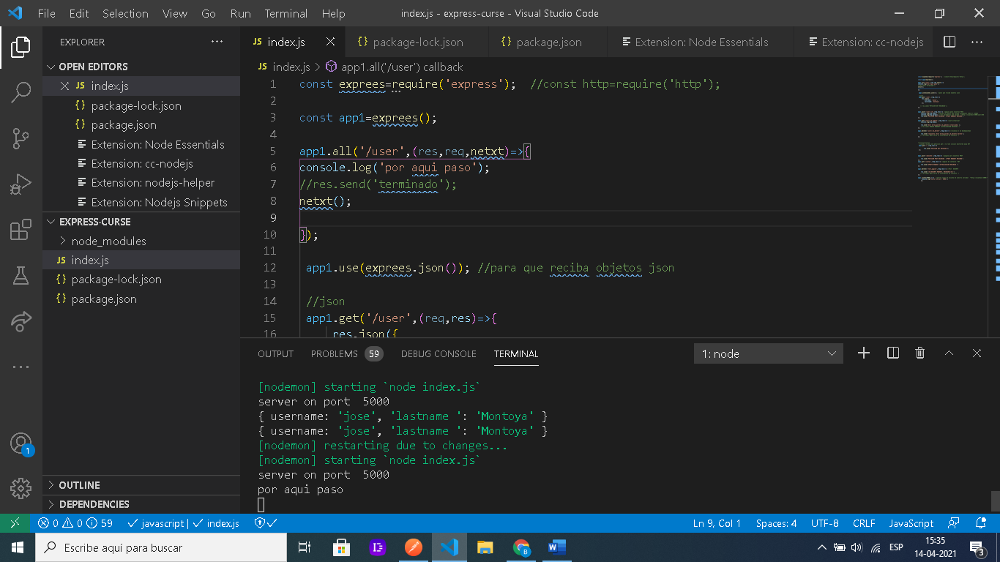 File Edit Selection View Go Run Terminal Help
index.js - express-curse - Visual Studio Code
EXPLORER
OPEN EDITORS
JS index.js
{} package-lock.json
{} package.json
Extension: Node Essentials
Extension: cc-nodejs
Extension: nodejs-helper
Extension: Nodejs Snippets
EXPRESS-CURSE
node_modules
JS index.js
{} package-lock.json
{} package.json
OUTLINE
DEPENDENCIES
1
JS index.js
{} package-lock.json
{} package.json
Extension: Node Essentials
Extension: cc-nodejs
JS index.js > app1.all('/user') callback
1 const exprees=require('express'); //const http=require('http');
2
3 const app1=exprees();
4
5 app1.all('/user',(res,req,netxt)=>{
6 console.log('por aqui paso');
7 //res.send('terminado');
8 netxt();
9
10 });
11
12 app1.use(exprees.json()); //para que reciba objetos json
13
14 //json
15 app1.get('/user',(req,res)=>{
16 res.json({
OUTPUT PROBLEMS 59 DEBUG CONSOLE TERMINAL
1: node
[nodemon] starting `node index.js`
server on port  5000
{ username: 'jose', 'lastname ': 'Montoya' }
{ username: 'jose', 'lastname ': 'Montoya' }
[nodemon] restarting due to changes...
[nodemon] starting `node index.js`
server on port  5000
por aqui paso
0 0 59 javascript | index.js
Ln 9, Col 1 Spaces: 4 UTF-8 CRLF JavaScript
Escribe aquí para buscar
ESP
15:35
14-04-2021
3